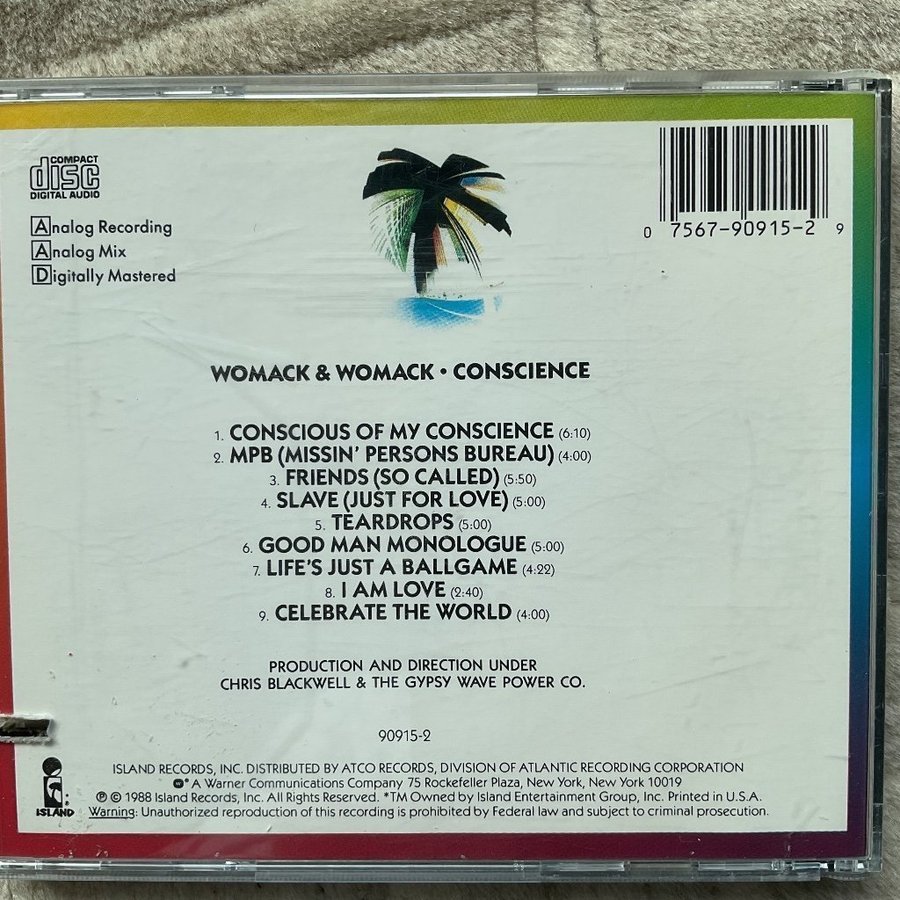 COMPACT
disc
DIGITAL AUDIO
Analog Recording
Analog Mix
Digitally Mastered
0 7567-90915-2 9
WOMACK & WOMACK • CONSCIENCE
1. CONSCIOUS OF MY CONSCIENCE (6:10)
2. MPB (MISSIN' PERSONS BUREAU) (4:00)
3. FRIENDS (SO CALLED) (5:50)
4. SLAVE (JUST FOR LOVE) (5:00)
5. TEARDROPS (5:00)
6. GOOD MAN MONOLOGUE (5:00)
7. LIFE'S JUST A BALLGAME (4:22)
8. I AM LOVE (2:40)
9. CELEBRATE THE WORLD (4:00)
PRODUCTION AND DIRECTION UNDER
CHRIS BLACKWELL & THE GYPSY WAVE POWER CO.
90915-2
ISLAND RECORDS, INC. DISTRIBUTED BY ATCO RECORDS, DIVISION OF ATLANTIC RECORDING CORPORATION
® A Warner Communications Company 75 Rockefeller Plaza, New York, New York 10019
℗ © 1988 Island Records, Inc. All Rights Reserved. *TM Owned by Island Entertainment Group, Inc. Printed in U.S.A.
Warning: Unauthorized reproduction of this recording is prohibited by Federal law and subject to criminal prosecution.
ISLAND